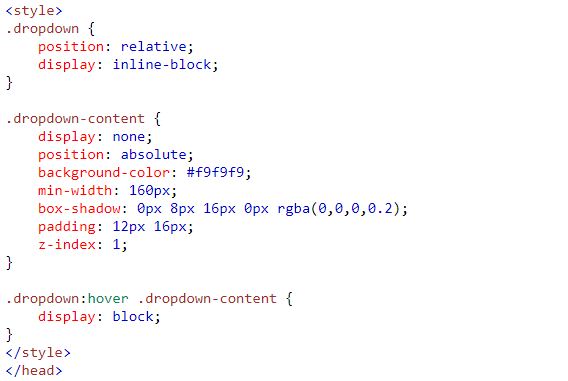 <style>
.dropdown {
    position: relative;
    display: inline-block;
}

.dropdown-content {
    display: none;
    position: absolute;
    background-color: #f9f9f9;
    min-width: 160px;
    box-shadow: 0px 8px 16px 0px rgba(0,0,0,0.2);
    padding: 12px 16px;
    z-index: 1;
}

.dropdown:hover .dropdown-content {
    display: block;
}
</style>
</head>